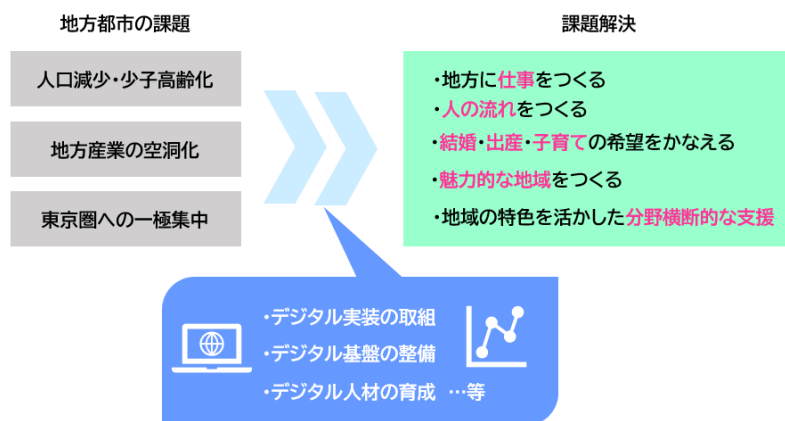 地方都市の課題
人口減少・少子高齢化
地方産業の空洞化
東京圏への一極集中
課題解決
・地方に仕事をつくる
・人の流れをつくる
・結婚・出産・子育ての希望をかなえる
・魅力的な地域をつくる
・地域の特色を活かした分野横断的な支援
・デジタル実装の取組
・デジタル基盤の整備
・デジタル人材の育成 …等